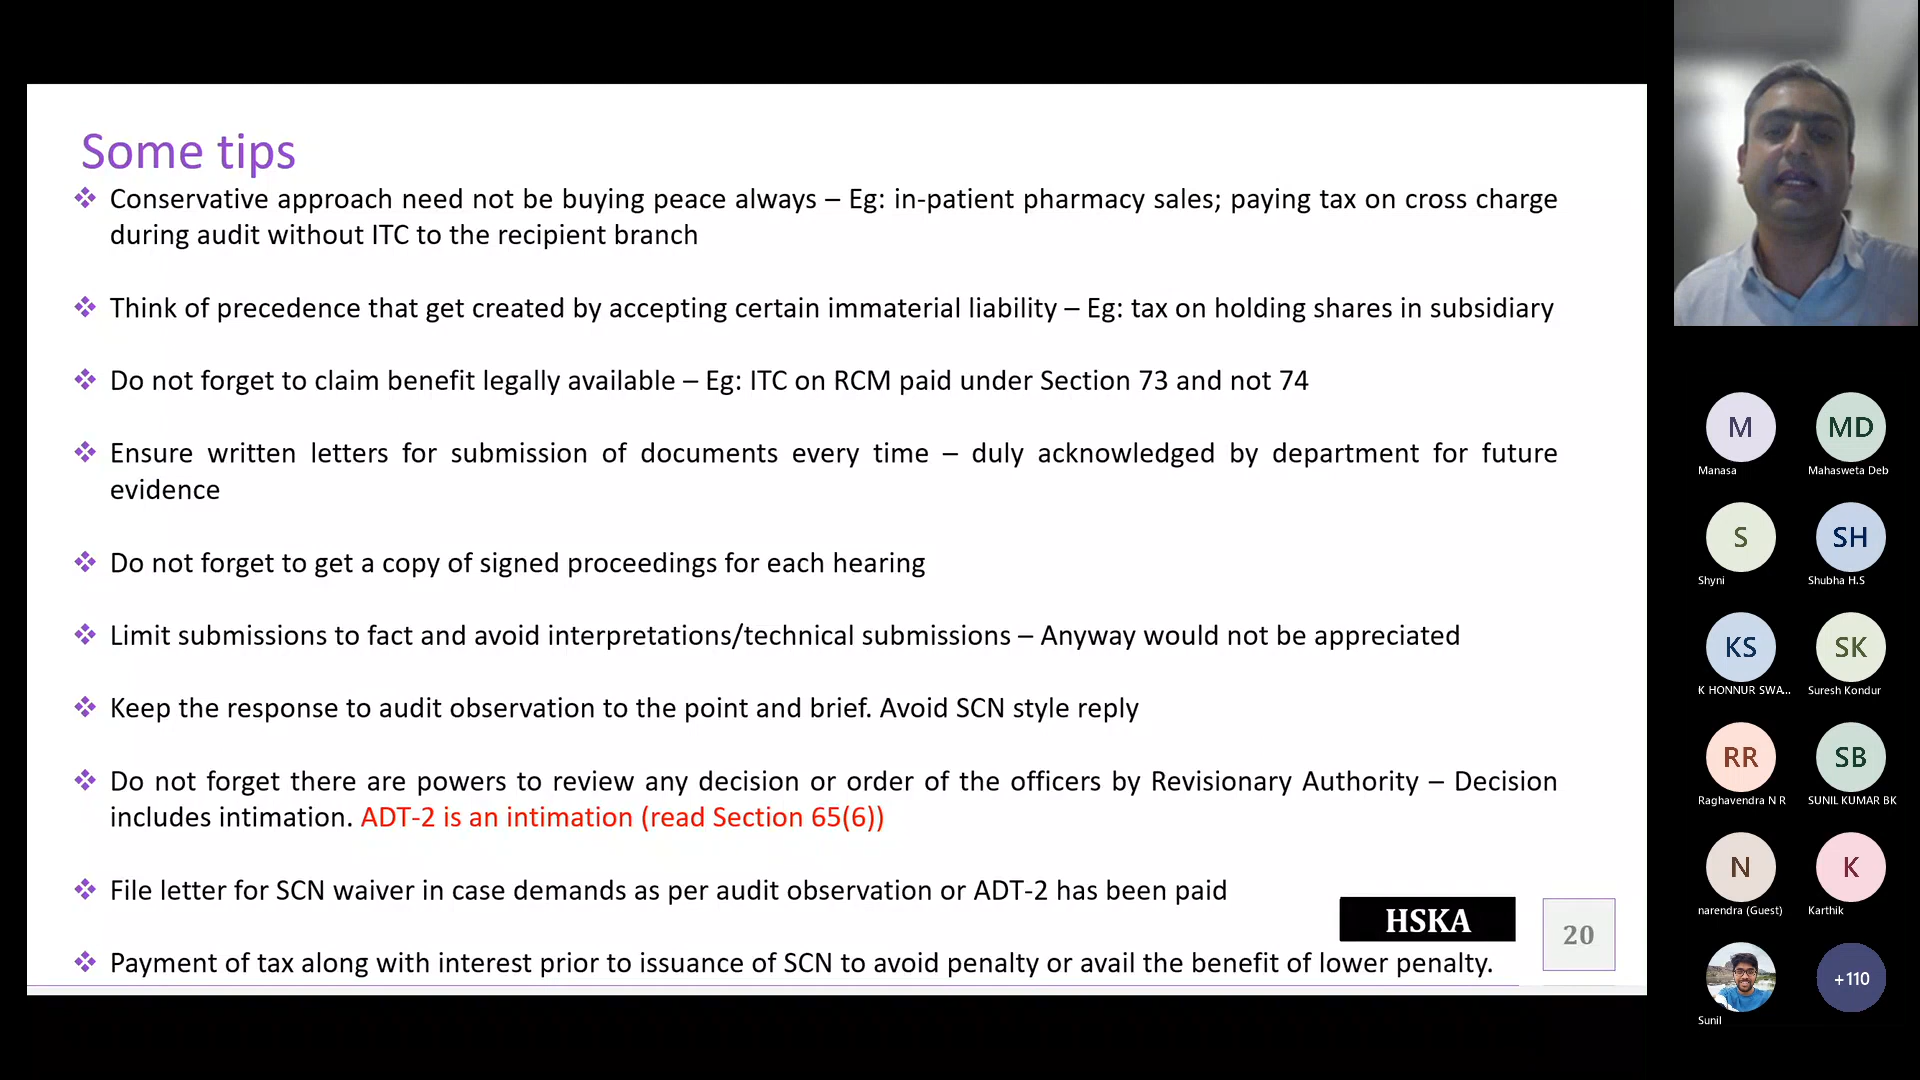 Some tips
❖ Conservative approach need not be buying peace always – Eg: in-patient pharmacy sales; paying tax on cross charge
during audit without ITC to the recipient branch
❖ Think of precedence that get created by accepting certain immaterial liability – Eg: tax on holding shares in subsidiary
❖ Do not forget to claim benefit legally available – Eg: ITC on RCM paid under Section 73 and not 74
❖ Ensure written letters for submission of documents every time – duly acknowledged by department for future
evidence
❖ Do not forget to get a copy of signed proceedings for each hearing
❖ Limit submissions to fact and avoid interpretations/technical submissions – Anyway would not be appreciated
❖ Keep the response to audit observation to the point and brief. Avoid SCN style reply
❖ Do not forget there are powers to review any decision or order of the officers by Revisionary Authority – Decision
includes intimation. ADT-2 is an intimation (read Section 65(6))
❖ File letter for SCN waiver in case demands as per audit observation or ADT-2 has been paid
❖ Payment of tax along with interest prior to issuance of SCN to avoid penalty or avail the benefit of lower penalty.
HSKA
20
M
Manasa
MD
Mahasweta Deb
S
Shyni
SH
Shubha H.S
KS
K HONNUR SWA...
SK
Suresh Kondur
RR
Raghavendra N R
SB
SUNIL KUMAR BK
N
narendra (Guest)
K
Karthik
Sunil
+110